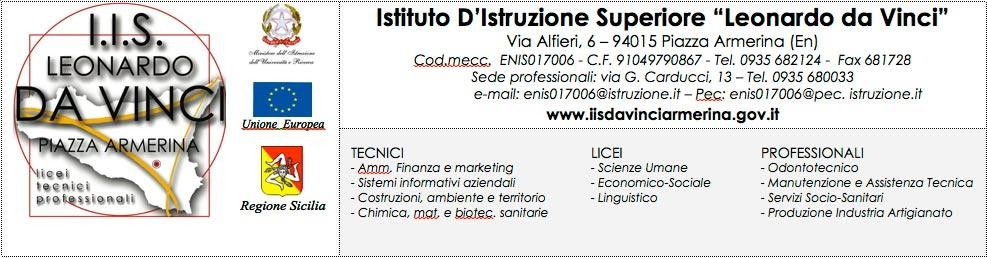 I.I.S.
LEONARDO
DA VINCI
PIAZZA ARMERINA
licei
tecnici
professionali
Ministero dell'Istruzione
dell'Università e Ricerca
Unione Europea
Regione Sicilia
Istituto D'Istruzione Superiore “Leonardo da Vinci”
Via Alfieri, 6 – 94015 Piazza Armerina (En)
Cod.mecc. ENIS017006 - C.F. 91049790867 - Tel. 0935 682124 - Fax 681728
Sede professionali: via G. Carducci, 13 – Tel. 0935 680033
e-mail: enis017006@istruzione.it – Pec: enis017006@pec. istruzione.it
www.iisdavinciarmerina.gov.it
TECNICI
- Amm, Finanza e marketing
- Sistemi informativi aziendali
- Costruzioni, ambiente e territorio
- Chimica, mat, e biotec. sanitarie
LICEI
- Scienze Umane
- Economico-Sociale
- Linguistico
PROFESSIONALI
- Odontotecnico
- Manutenzione e Assistenza Tecnica
- Servizi Socio-Sanitari
- Produzione Industria Artigianato